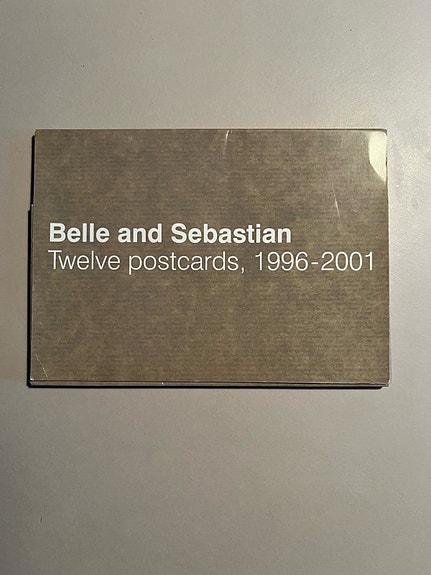 Belle and Sebastian
Twelve postcards, 1996-2001